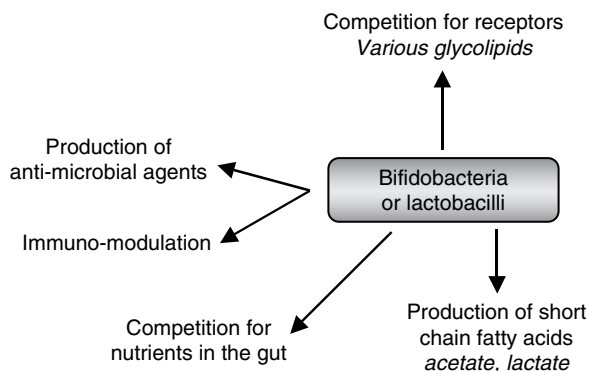 Competition for receptors
Various glycolipids
Production of
anti-microbial agents
Bifidobacteria
or lactobacilli
Immuno-modulation
Competition for
nutrients in the gut
Production of short
chain fatty acids
acetate, lactate